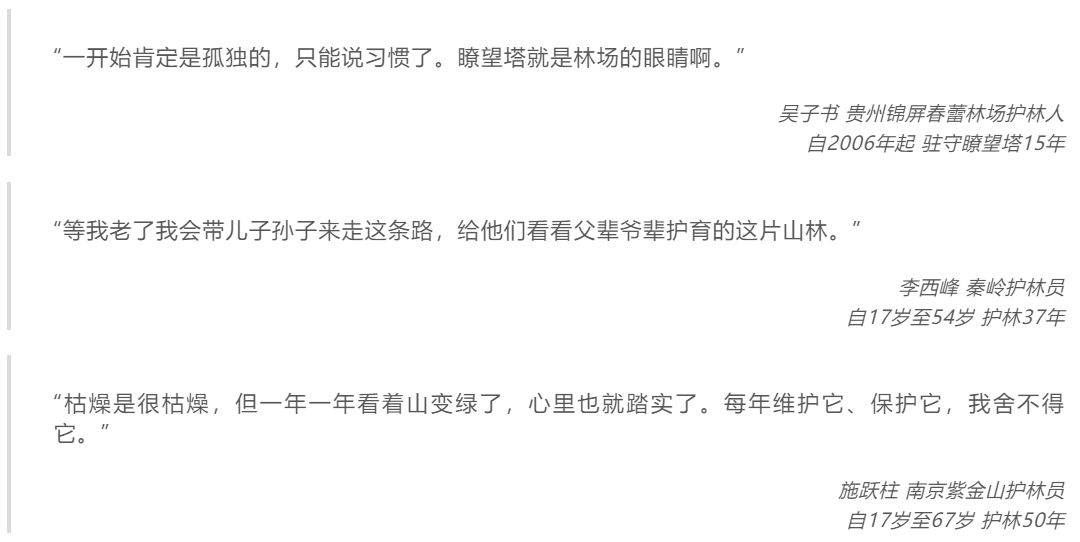 “一开始肯定是孤独的，只能说习惯了。瞭望塔就是林场的眼睛啊。”
吴子书 贵州锦屏春蕾林场护林人
自2006年起 驻守瞭望塔15年
“等我老了我会带儿子孙子来走这条路，给他们看看父辈爷辈护育的这片山林。”
李西峰 秦岭护林员
自17岁至54岁 护林37年
“枯燥是很枯燥，但一年一年看着山变绿了，心里也就踏实了。每年维护它、保护它，我舍不得
它。”
施跃柱 南京紫金山护林员
自17岁至67岁 护林50年